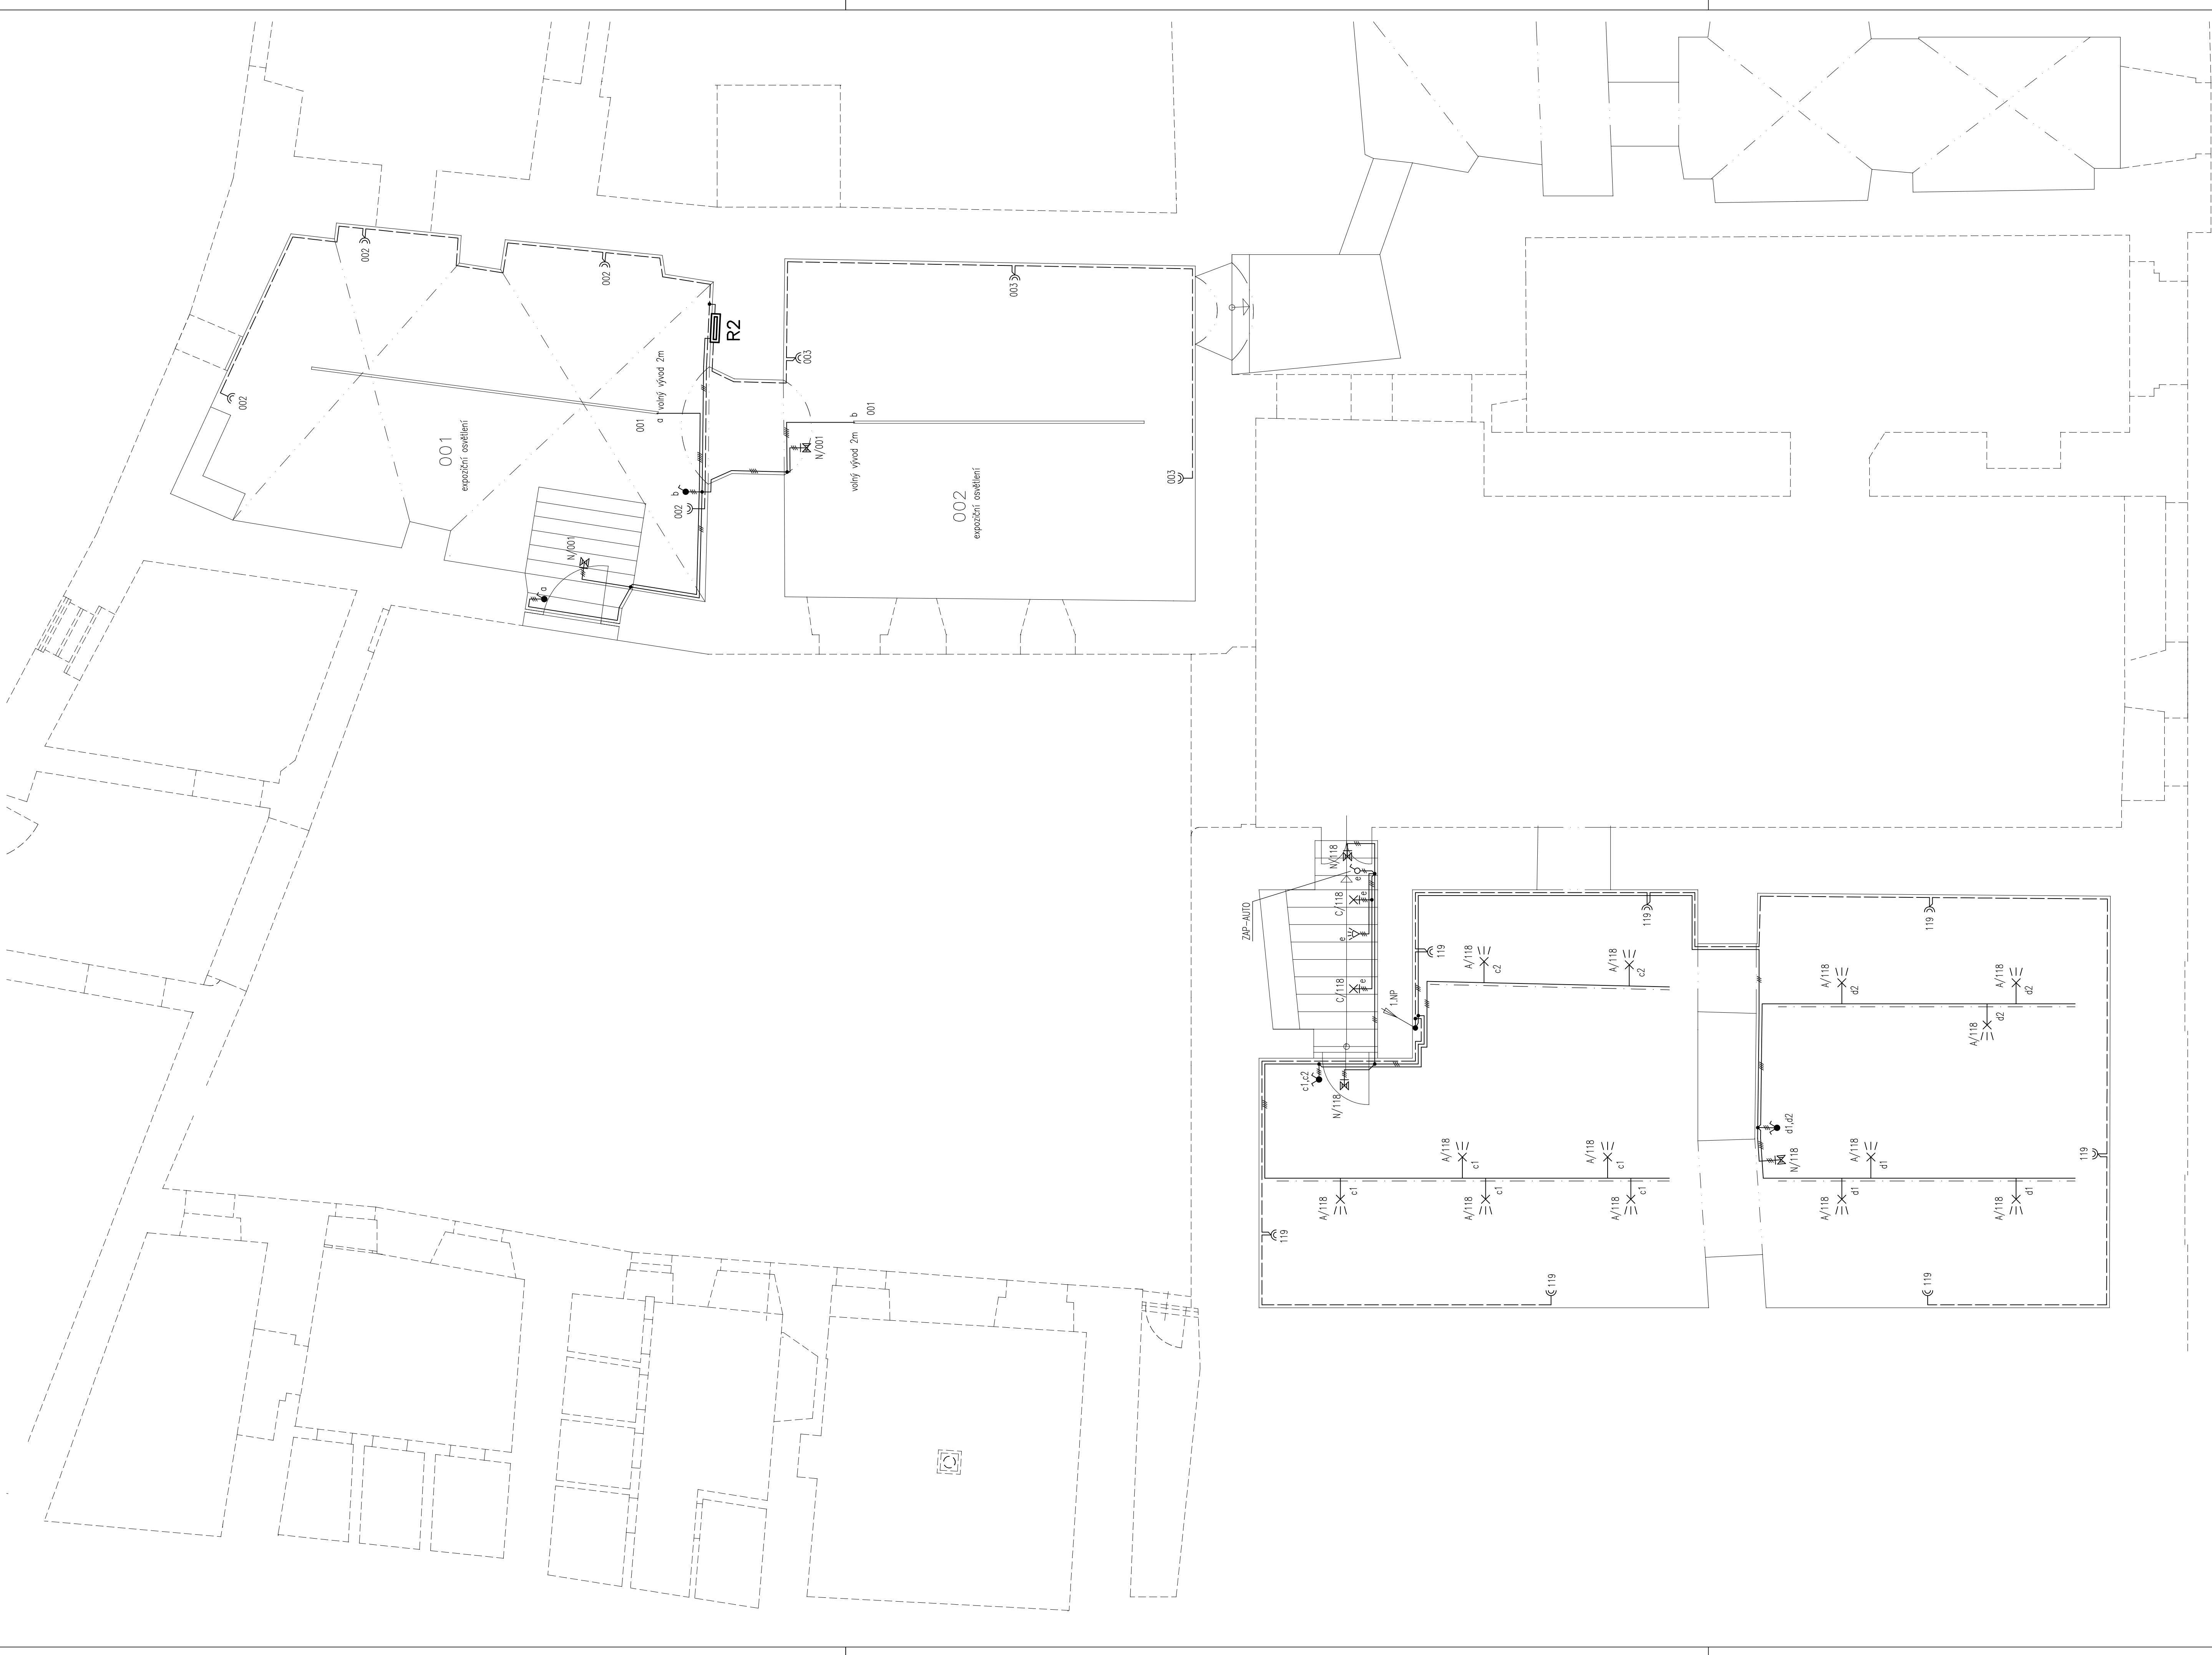 002
002
002
R2
001
a
volný vývod 2m
001
expoziční osvětlení
b
002
N/001
a
003
003
003
b
001
volný vývod 2m
N/001
002
expoziční osvětlení
ZAP-AUTO
N/118
e
C/118
e
e
C/118
e
1.NP
c1,c2
N/118
119
119
A/118
c2
A/118
c2
A/118
c1
A/118
c1
A/118
c1
A/118
c1
A/118
c1
119
119
119
A/118
d2
A/118
d2
A/118
d2
d1,d2
N/118
A/118
d1
A/118
d1
A/118
d1
119
119